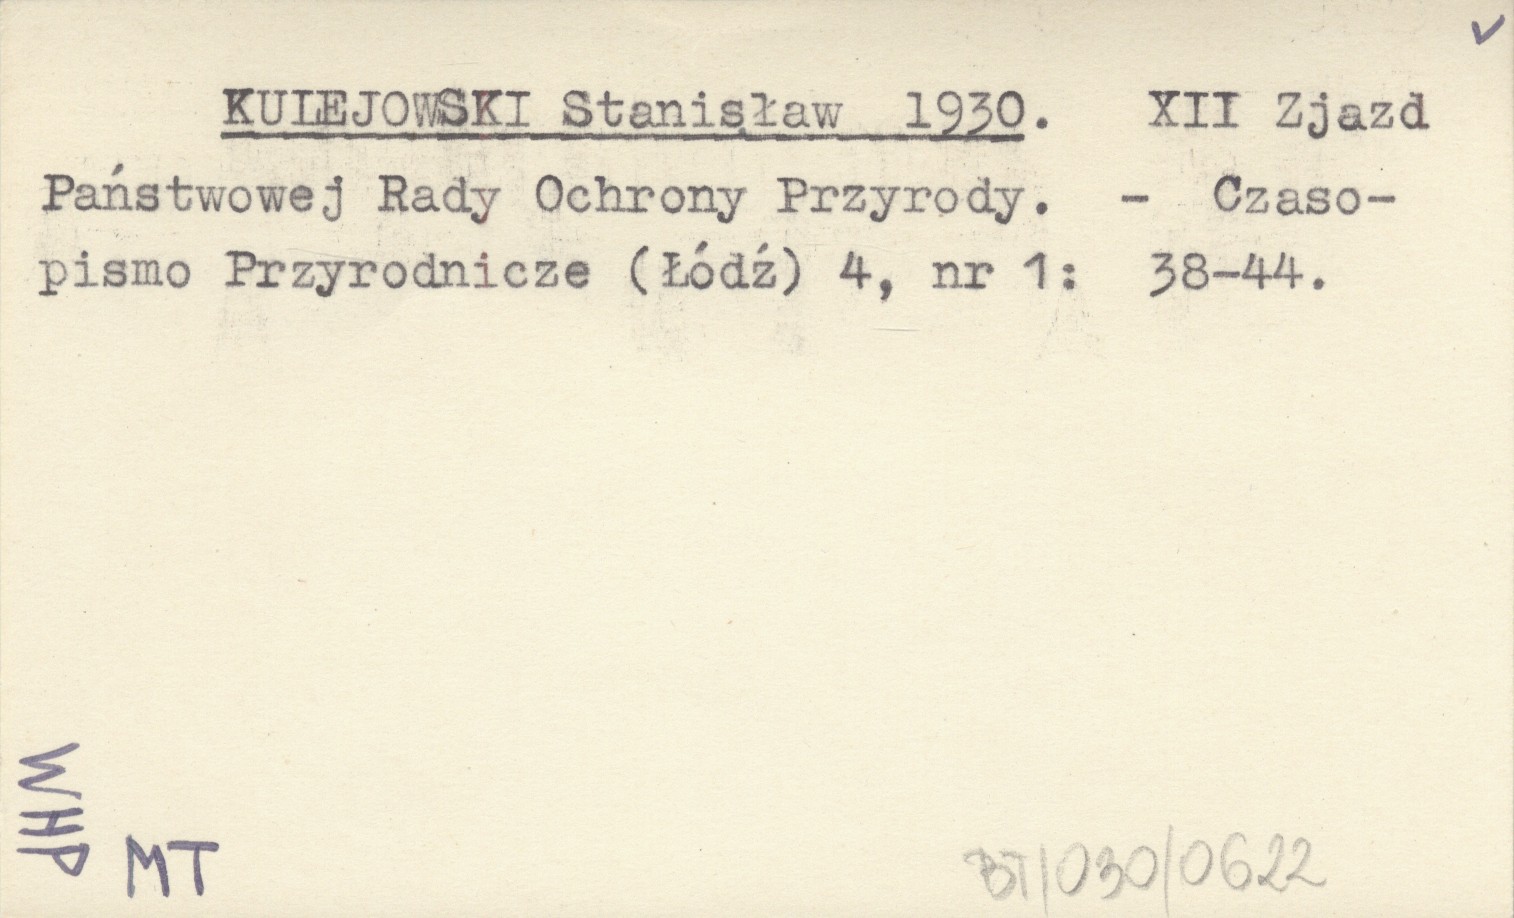 KULEJOWSKI Stanisław 1930. XII Zjazd
Państwowej Rady Ochrony Przyrody. - Czaso-
pismo Przyrodnicze (Łódź) 4, nr 1: 38-44.
WHP
MT
BT/030/0622